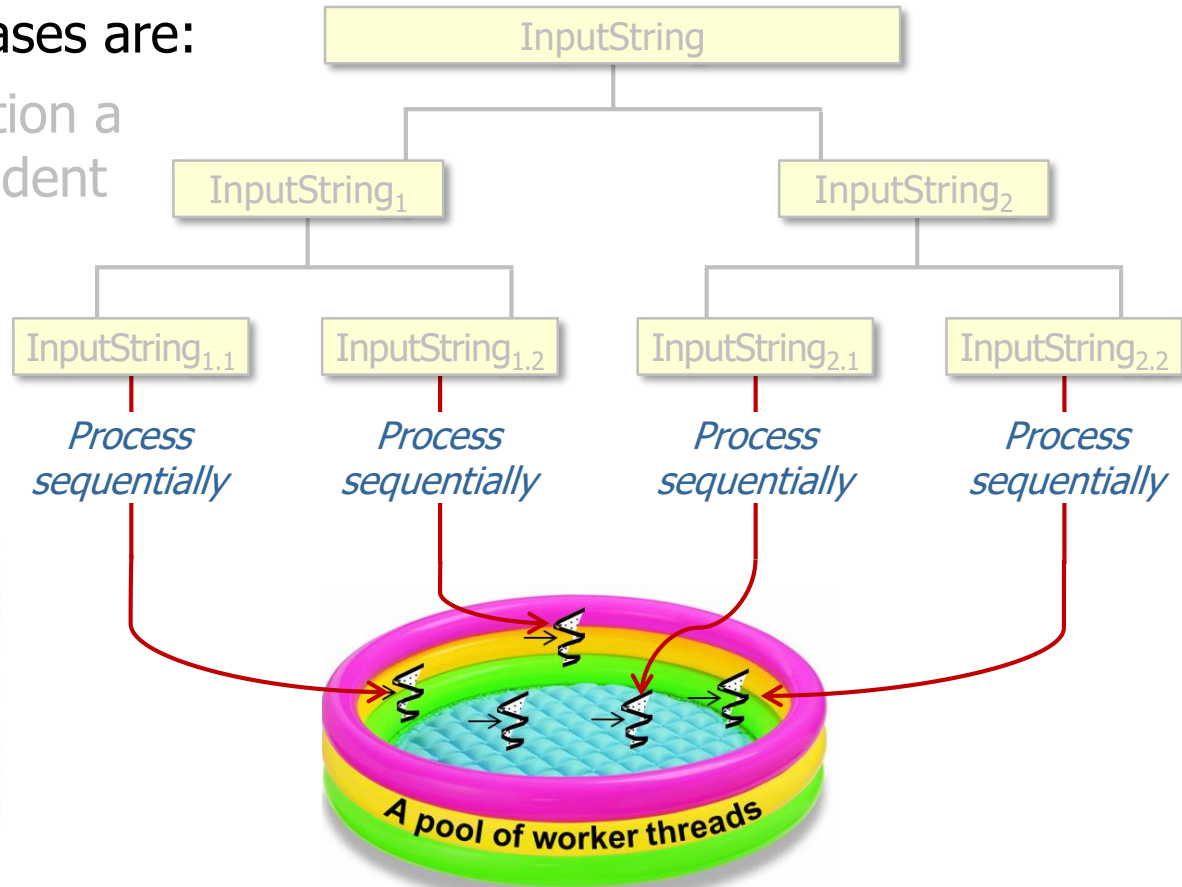 ases are:
InputString
tion a
dent
InputString₁
InputString₂
InputString₁.₁
InputString₁.₂
InputString₂.₁
InputString₂.₂
Process
sequentially
Process
sequentially
Process
sequentially
Process
sequentially
A pool of worker threads